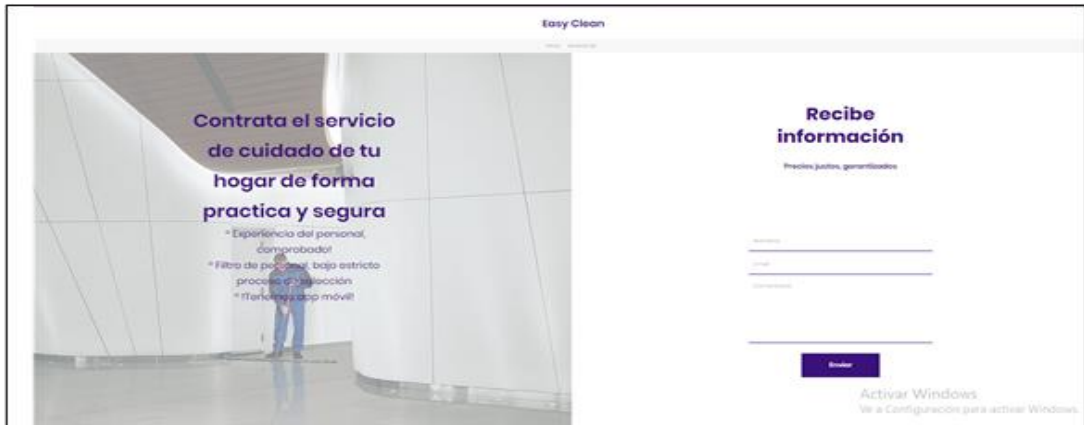 Easy Clean
Contrata el servicio
de cuidado de tu
hogar de forma
practica y segura
* Experiencia del personal,
comprobado!
* Filtro de personal, bajo estricto
proceso de selección
* !Tenemos app móvil!
Recibe
información
Precios justos, garantizados
Enviar
Activar Windows
Ve a Configuración para activar Windows.